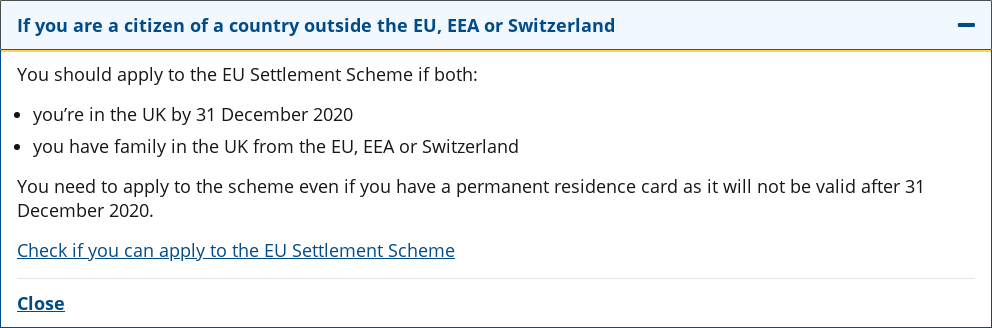 If you are a citizen of a country outside the EU, EEA or Switzerland
You should apply to the EU Settlement Scheme if both:
• you’re in the UK by 31 December 2020
• you have family in the UK from the EU, EEA or Switzerland
You need to apply to the scheme even if you have a permanent residence card as it will not be valid after 31
December 2020.
Check if you can apply to the EU Settlement Scheme
Close